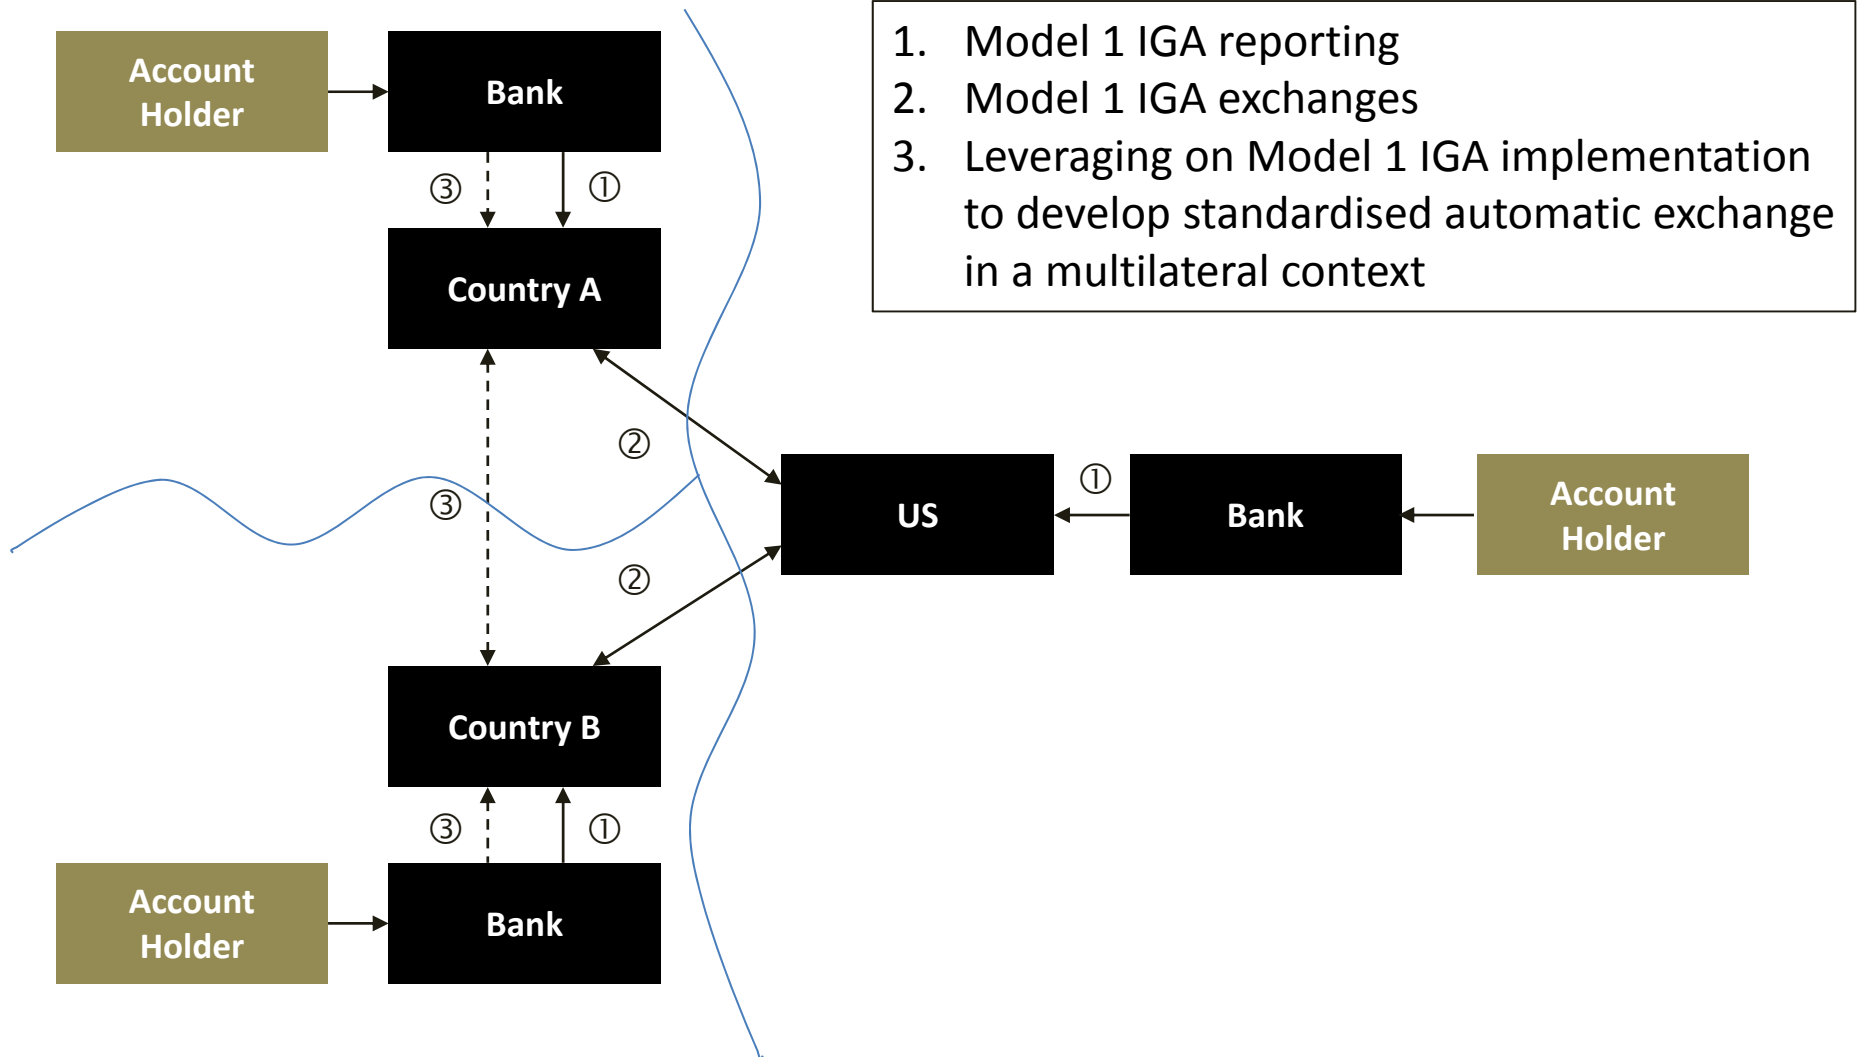 1. Model 1 IGA reporting
2. Model 1 IGA exchanges
3. Leveraging on Model 1 IGA implementation
to develop standardised automatic exchange
in a multilateral context
Account
Holder
Bank
③ ①
Country A
②
③
US
①
Bank
Account
Holder
②
Country B
③ ①
Account
Holder
Bank